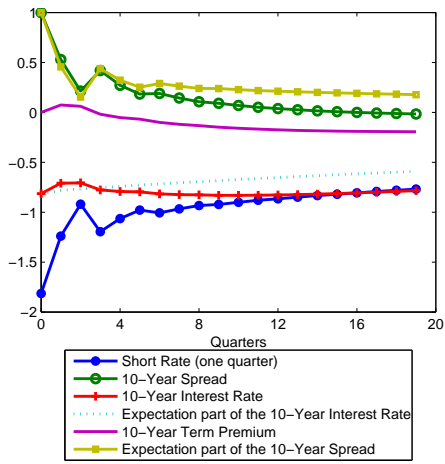 1
0.5
0
−0.5
−1
−1.5
−2
0 4 8 12 16 20
Quarters
Short Rate (one quarter)
10−Year Spread
10−Year Interest Rate
Expectation part of the 10−Year Interest Rate
10−Year Term Premium
Expectation part of the 10−Year Spread